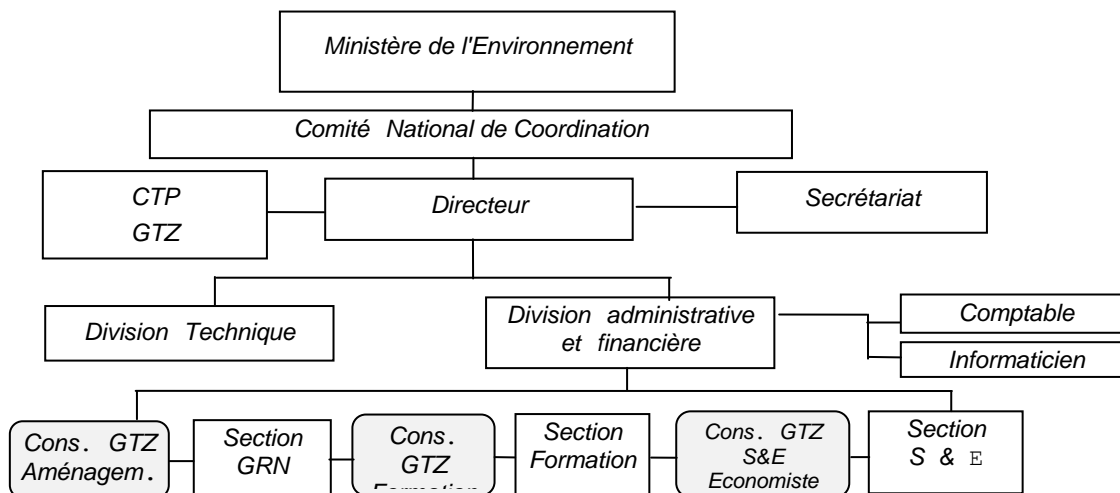 Ministère de l'Environnement
Comité National de Coordination
CTP
GTZ
Directeur
Secrétariat
Division Technique
Division administrative
et financière
Comptable
Informaticien
Cons. GTZ
Aménagem.
Section
GRN
Cons.
GTZ
Formation
Section
Formation
Cons. GTZ
S&E
Economiste
Section
S & E